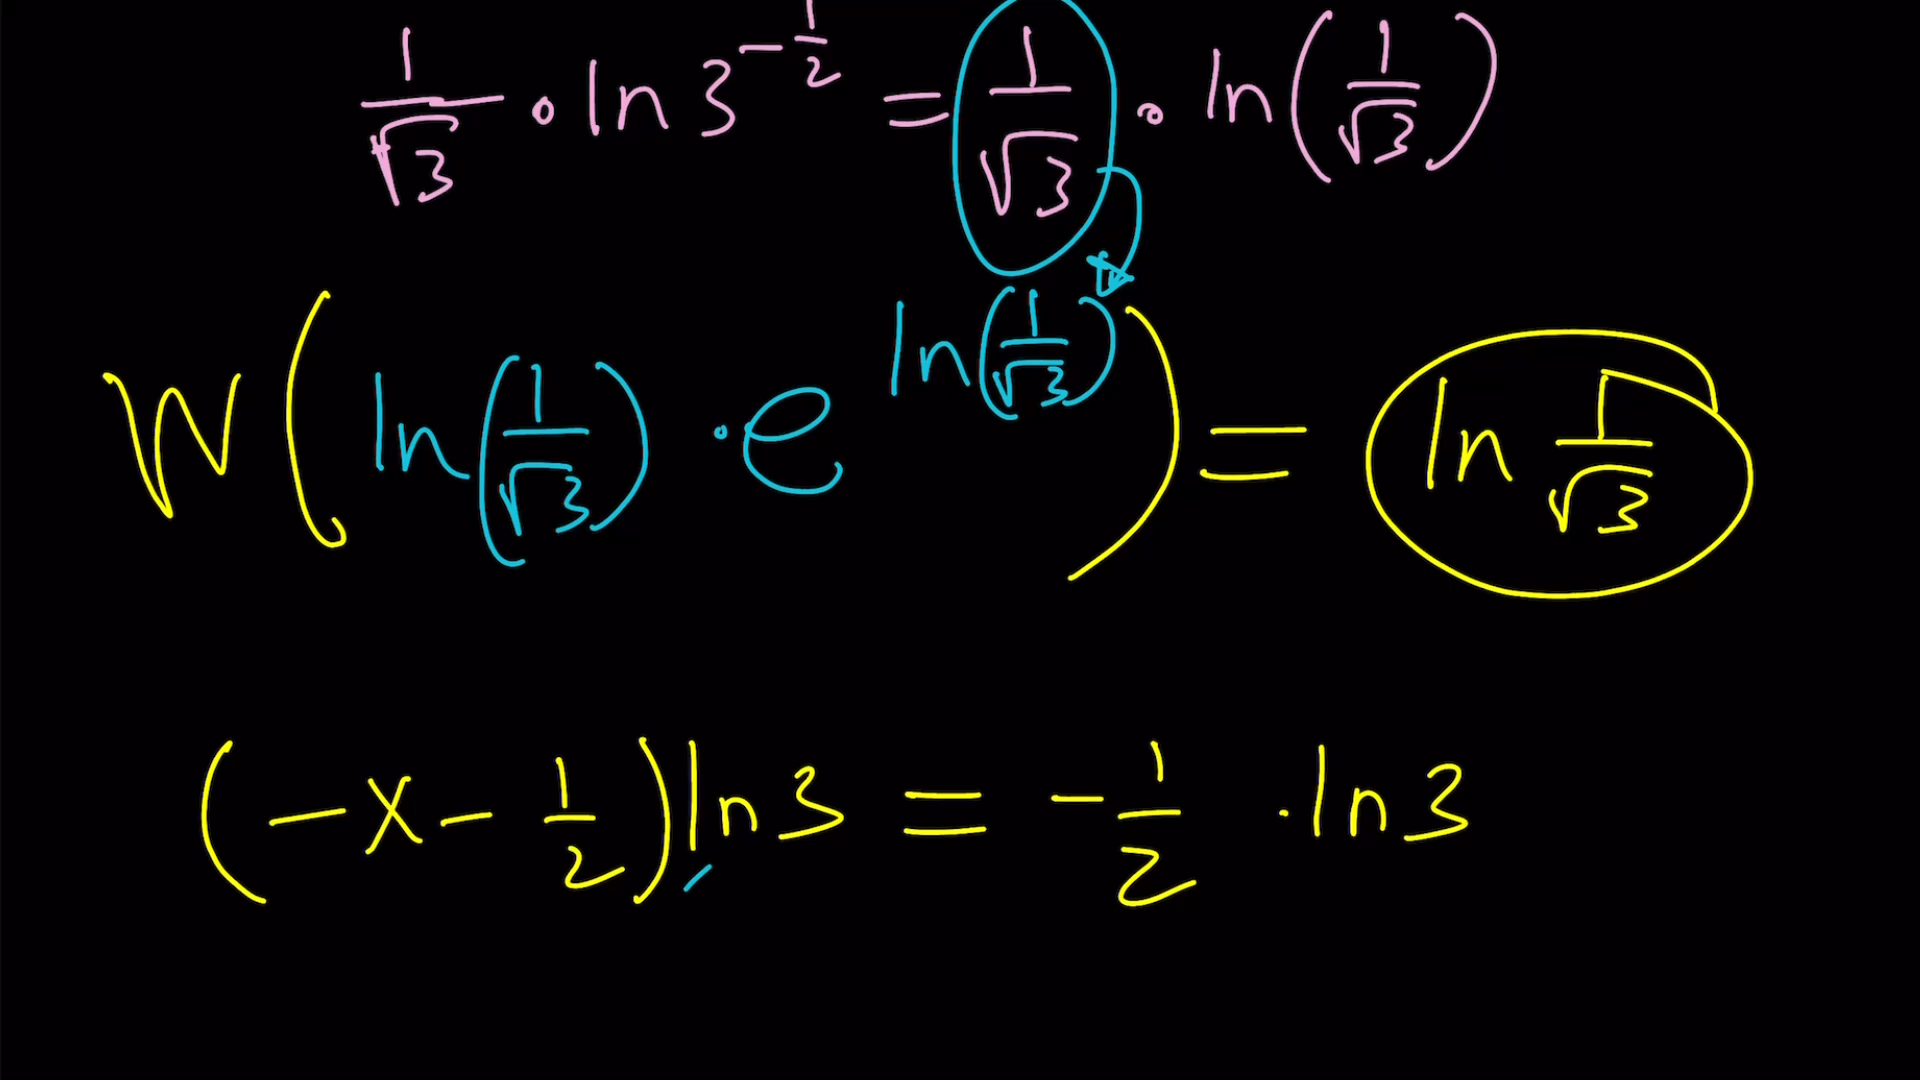 1/√3 · ln 3^(-1/2) = 1/√3 · ln(1/√3)
W(ln(1/√3) · e^(ln(1/√3))) = ln 1/√3
(-x - 1/2) ln 3 = -1/2 · ln 3